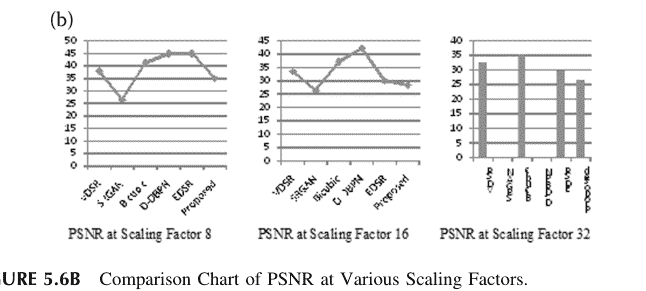 (b)
50
45
40
35
30
25
20
15
10
5
0
VDSR
SRGAN
Bicubic
D-DBPN
EDSR
Proposed
PSNR at Scaling Factor 8
45
40
35
30
25
20
15
10
5
0
VDSR
SRGAN
Bicubic
D-DBPN
EDSR
Proposed
PSNR at Scaling Factor 16
40
35
30
25
20
15
10
5
0
PSNR at Scaling Factor 32
GURE 5.6B Comparison Chart of PSNR at Various Scaling Factors.